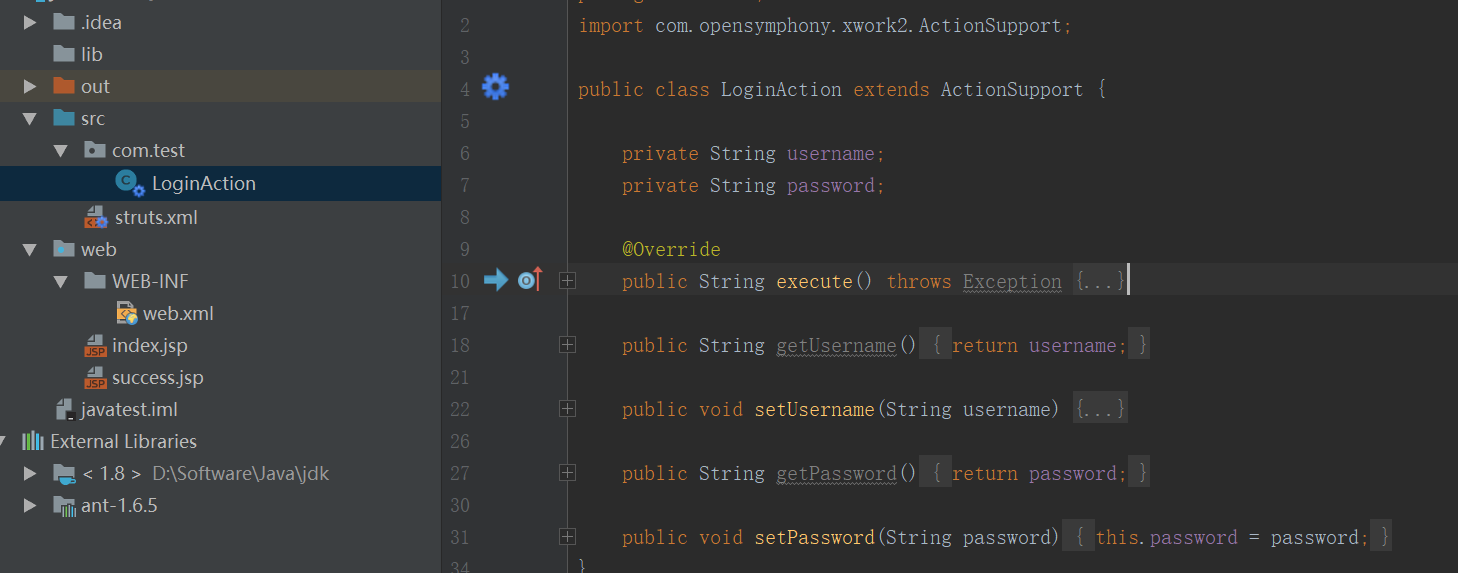 .idea
lib
out
src
com.test
LoginAction
struts.xml
web
WEB-INF
web.xml
JSP index.jsp
JSP success.jsp
javatest.iml
External Libraries
< 1.8 > D:\Software\Java\jdk
ant-1.6.5
2 import com.opensymphony.xwork2.ActionSupport;
3
4 public class LoginAction extends ActionSupport {
5
6 private String username;
7 private String password;
8
9 @Override
10 public String execute() throws Exception {...}
17
18 public String getUsername() { return username; }
21
22 public void setUsername(String username) {...}
26
27 public String getPassword() { return password; }
30
31 public void setPassword(String password) { this.password = password; }
34 }